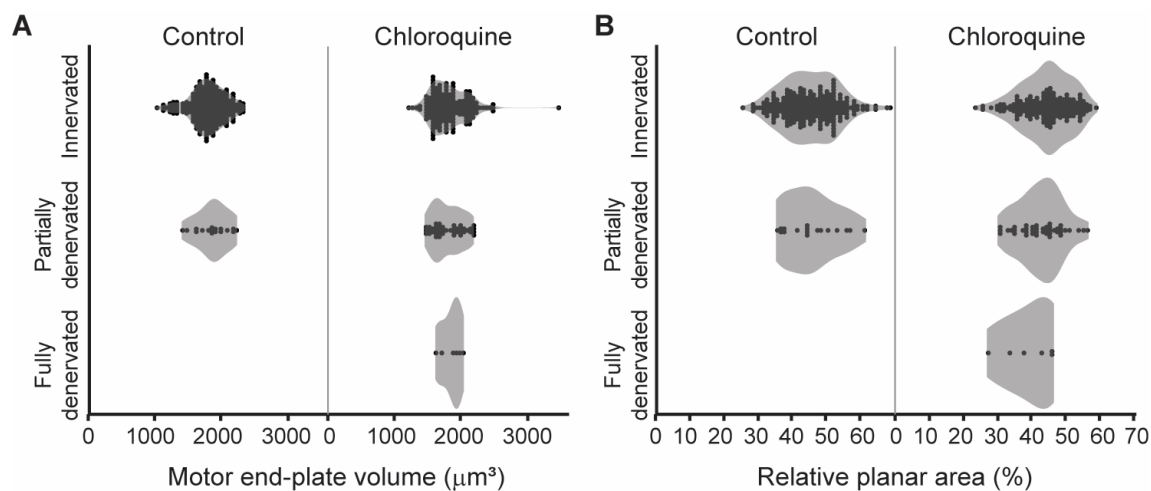 A
Control
Chloroquine
Innervated
Partially
denervated
Fully
denervated
0 1000 2000 3000 0 1000 2000 3000
Motor end-plate volume (μm³)
B
Control
Chloroquine
Innervated
Partially
denervated
Fully
denervated
0 10 20 30 40 50 60 0 20 30 40 50 60 70
Relative planar area (%)